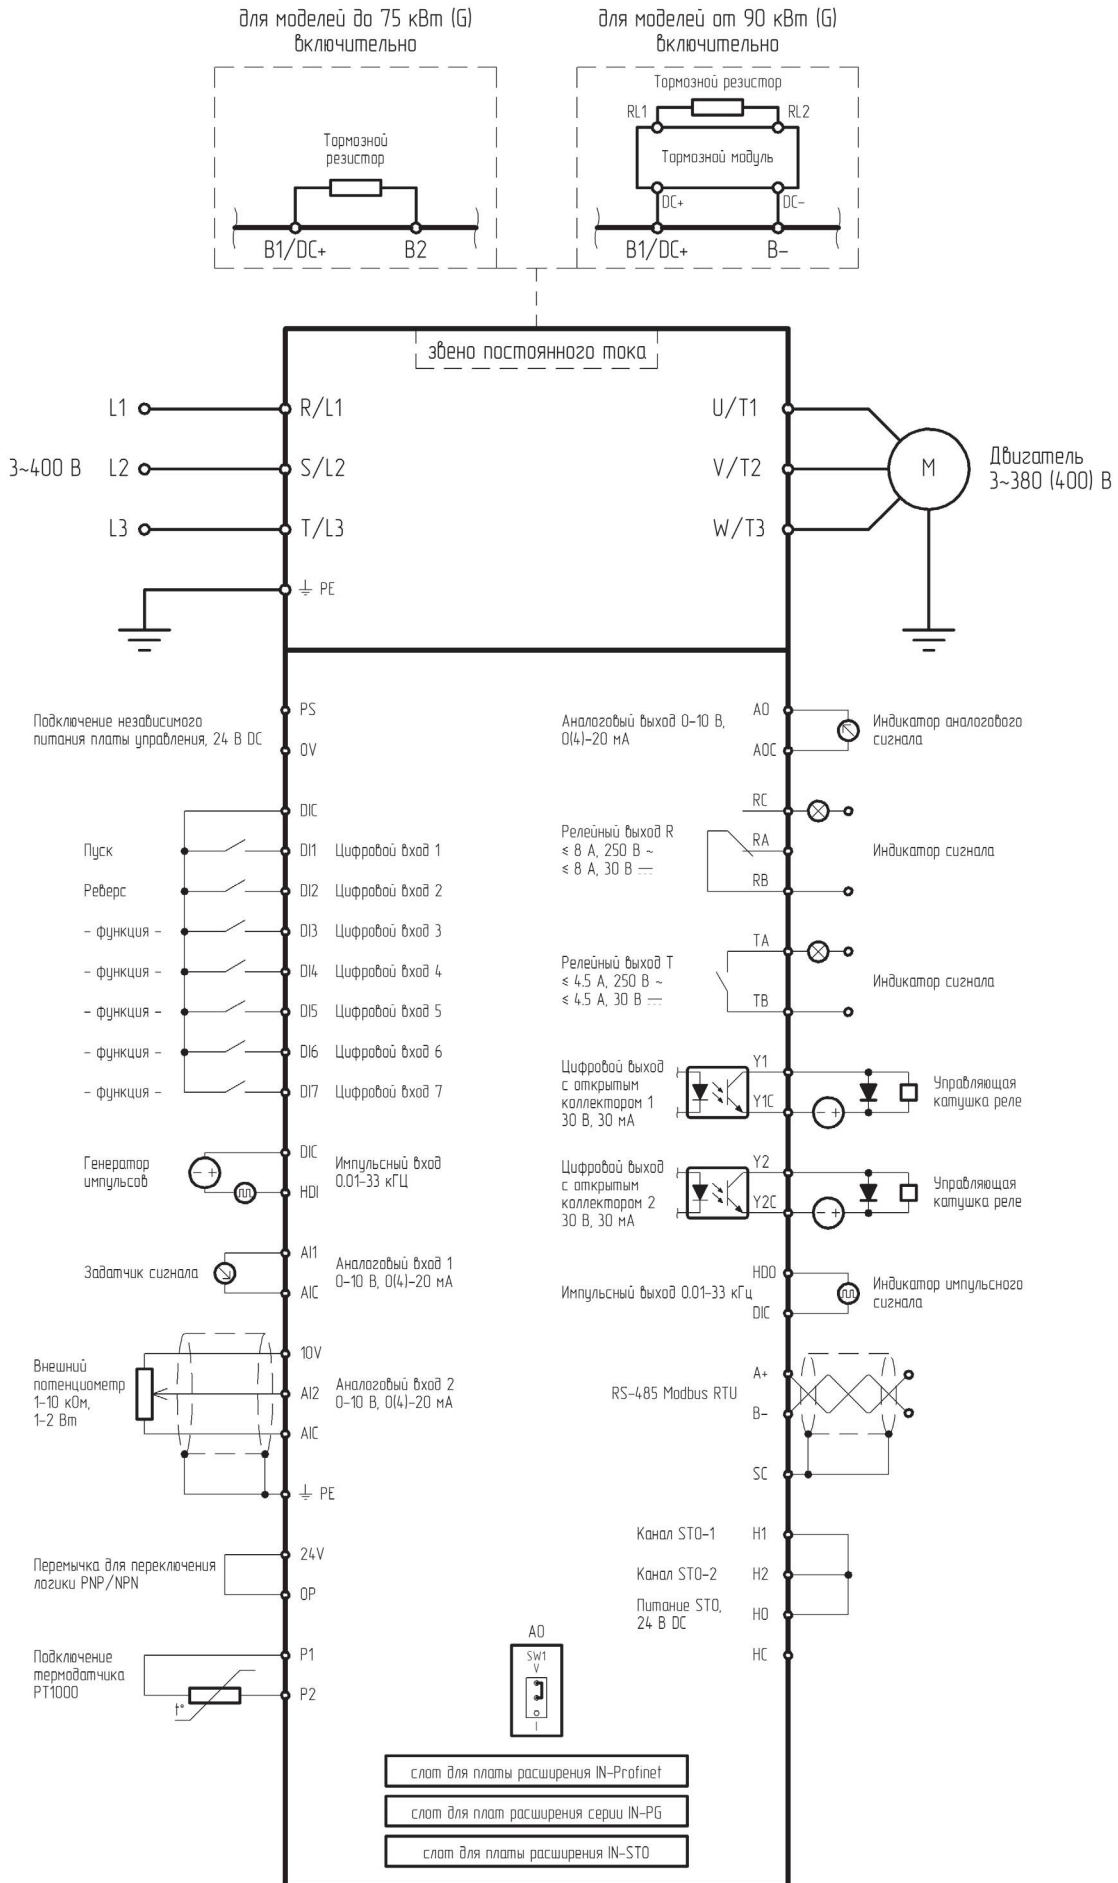 для моделей до 75 кВт (G)
включительно
для моделей от 90 кВт (G)
включительно
Тормозной
резистор
B1/DC+
B2
Тормозной резистор
RL1
RL2
Тормозной модуль
DC+
DC-
B1/DC+
B-
звено постоянного тока
3~400 В
L1
R/L1
L2
S/L2
L3
T/L3
PE
U/T1
V/T2
W/T3
M
Двигатель
3~380 (400) В
Подключение независимого
питания платы управления, 24 В DC
PS
0V
DIC
Пуск
DI1 Цифровой вход 1
Реверс
DI2 Цифровой вход 2
- функция -
DI3 Цифровой вход 3
- функция -
DI4 Цифровой вход 4
- функция -
DI5 Цифровой вход 5
- функция -
DI6 Цифровой вход 6
- функция -
DI7 Цифровой вход 7
Генератор
импульсов
- +
DIC
HDI
Импульсный вход
0.01-33 кГЦ
Задатчик сигнала
AI1
AIC
Аналоговый вход 1
0-10 В, 0(4)-20 мА
Внешний
потенциометр
1-10 кОм,
1-2 Вт
10V
AI2
AIC
Аналоговый вход 2
0-10 В, 0(4)-20 мА
PE
Перемычка для переключения
логики PNP/NPN
24V
OP
Подключение
термодатчика
PT1000
t°
P1
P2
Аналоговый выход 0-10 В,
0(4)-20 мА
AO
AOC
Индикатор аналогового
сигнала
Релейный выход R
≤ 8 А, 250 В ~
≤ 8 А, 30 В ⎓
RC
RA
RB
Индикатор сигнала
Релейный выход T
≤ 4.5 А, 250 В ~
≤ 4.5 А, 30 В ⎓
TA
TB
Индикатор сигнала
Цифровой выход
с открытым
коллектором 1
30 В, 30 мА
Y1
Y1C
- +
Управляющая
катушка реле
Цифровой выход
с открытым
коллектором 2
30 В, 30 мА
Y2
Y2C
- +
Управляющая
катушка реле
Импульсный выход 0.01-33 кГц
HDO
DIC
Индикатор импульсного
сигнала
RS-485 Modbus RTU
A+
B-
SC
Канал STO-1 H1
Канал STO-2 H2
Питание STO,
24 В DC
H0
HC
AO
SW1
V
I
слот для платы расширения IN-Profinet
слот для плат расширения серии IN-PG
слот для платы расширения IN-STO